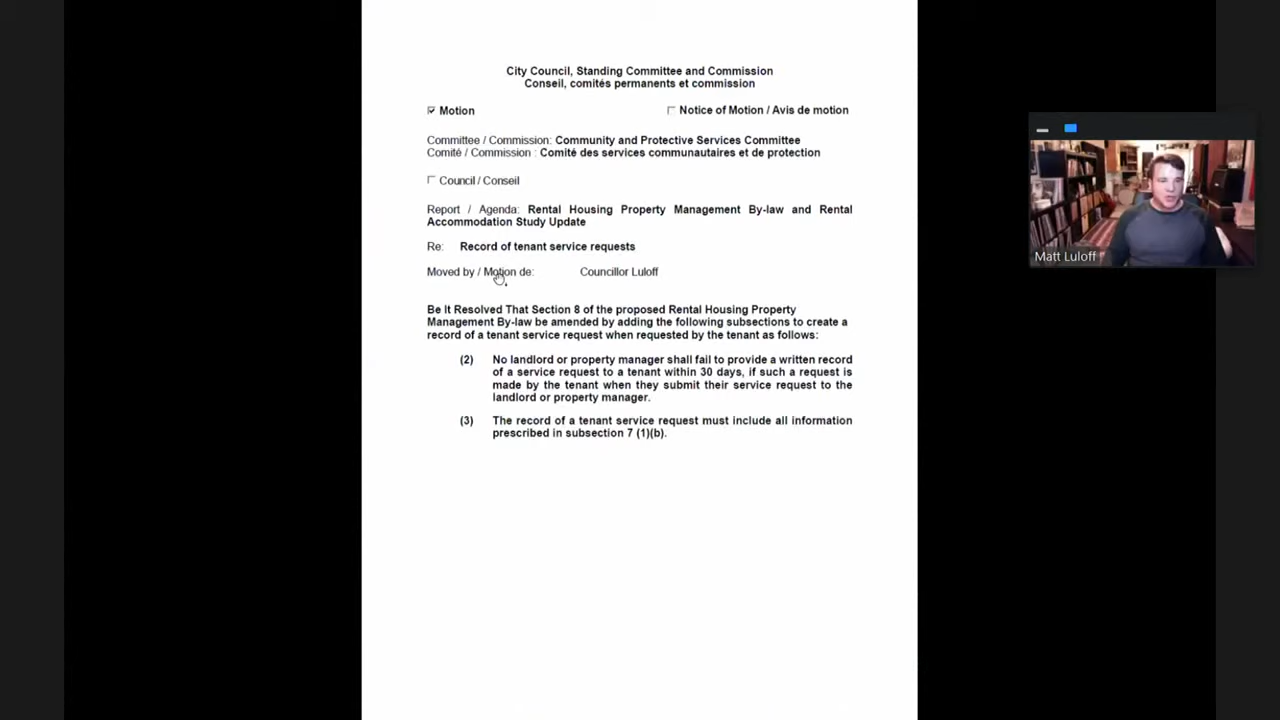 City Council, Standing Committee and Commission
Conseil, comités permanents et commission
Motion
Notice of Motion / Avis de motion
Committee / Commission: Community and Protective Services Committee
Comité / Commission : Comité des services communautaires et de protection
Council / Conseil
Report / Agenda: Rental Housing Property Management By-law and Rental
Accommodation Study Update
Re: Record of tenant service requests
Moved by / Motion de: Councillor Luloff
Be It Resolved That Section 8 of the proposed Rental Housing Property
Management By-law be amended by adding the following subsections to create a
record of a tenant service request when requested by the tenant as follows:
(2) No landlord or property manager shall fail to provide a written record
of a service request to a tenant within 30 days, if such a request is
made by the tenant when they submit their service request to the
landlord or property manager.
(3) The record of a tenant service request must include all information
prescribed in subsection 7 (1)(b).
Matt Luloff